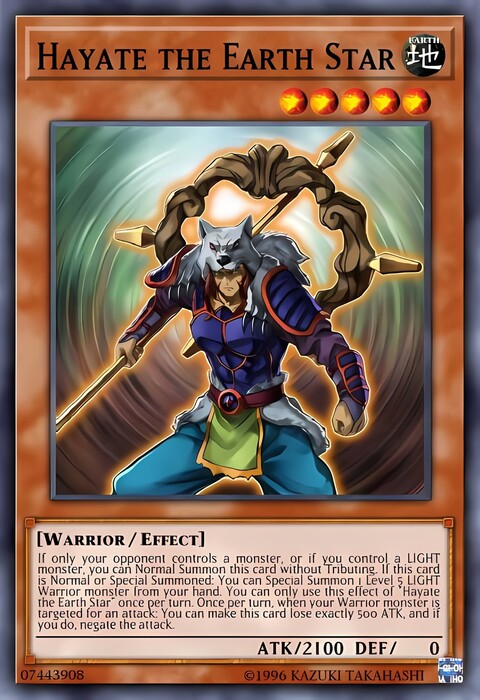 Hayate the Earth Star
EARTH
地
[Warrior / Effect]
If only your opponent controls a monster, or if you control a LIGHT
monster, you can Normal Summon this card without Tributing. If this card
is Normal or Special Summoned: You can Special Summon 1 Level 5 LIGHT
Warrior monster from your hand. You can only use this effect of "Hayate
the Earth Star" once per turn. Once per turn, when your Warrior monster is
targeted for an attack: You can make this card lose exactly 500 ATK, and if
you do, negate the attack.
ATK/2100 DEF/ 0
07443908
©1996 KAZUKI TAKAHASHI